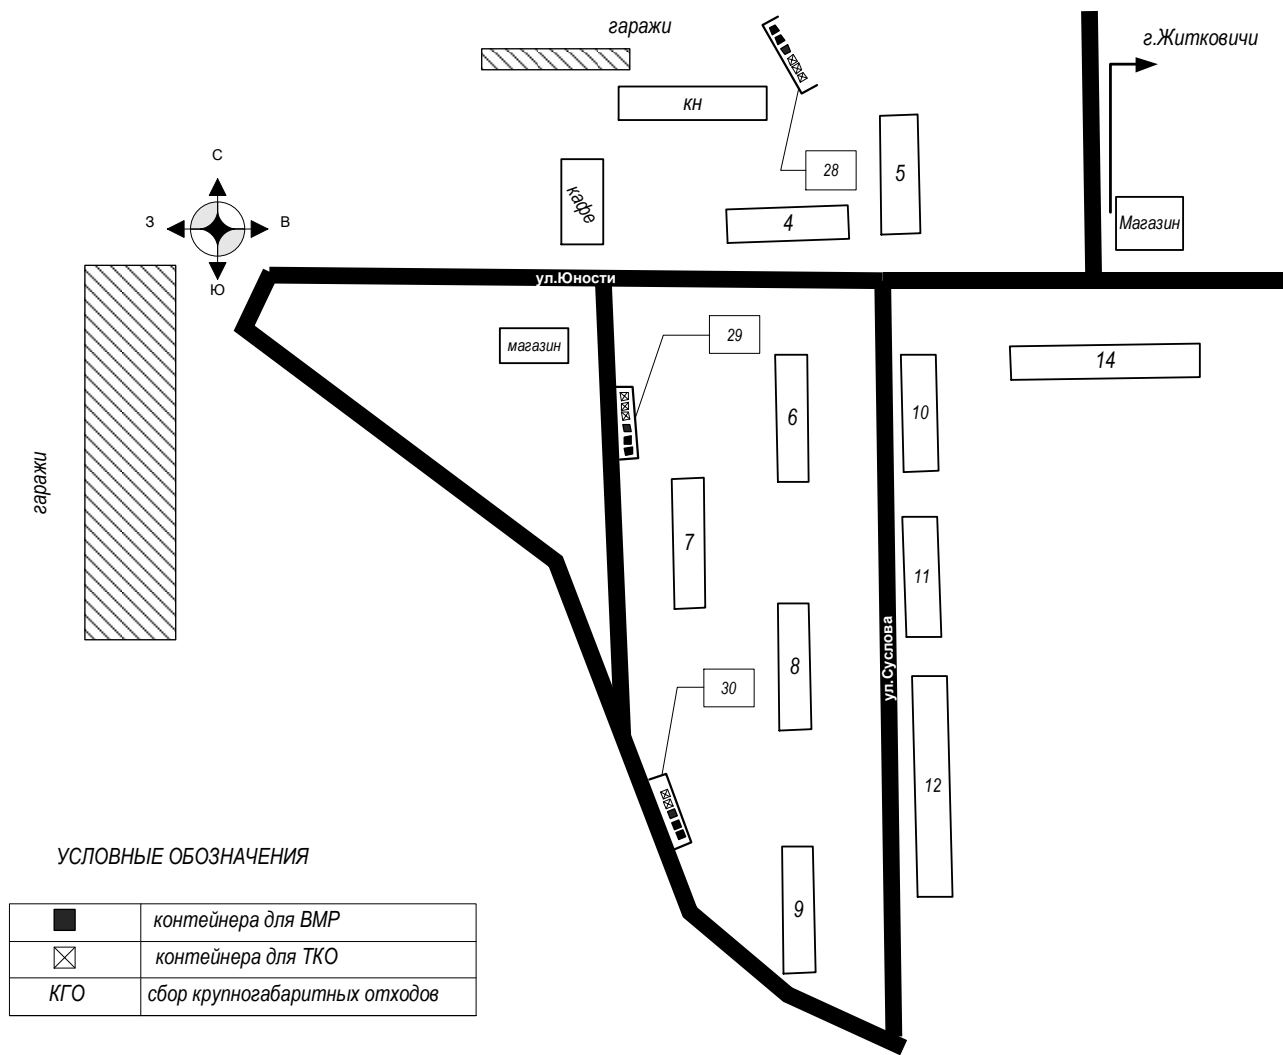 гаражи
г.Житковичи
кн
28
5
кафе
4
Магазин
С
З
В
Ю
ул.Юности
магазин
29
6
10
14
гаражи
7
11
8
ул.Суслова
30
12
9
УСЛОВНЫЕ ОБОЗНАЧЕНИЯ
контейнера для ВМР
контейнера для ТКО
КГО сбор крупногабаритных отходов